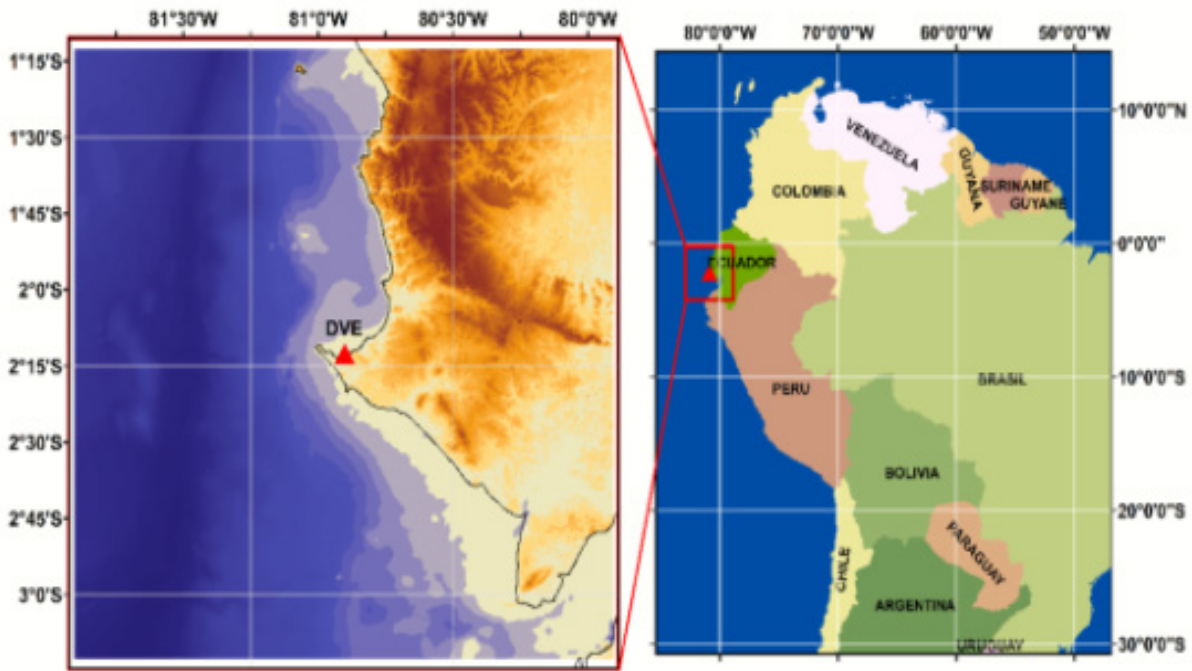 81°30'W 81°0'W 80°30'W 80°0'W
1°15'S
1°30'S
1°45'S
2°0'S
2°15'S
2°30'S
2°45'S
3°0'S
DVE
80°0'0"W 70°0'0"W 60°0'0"W 50°0'0"W
10°0'0"N
0°0'0"
10°0'0"S
20°0'0"S
30°0'0"S
VENEZUELA
COLOMBIA
GUYANA
SURINAME
GUYANE
ECUADOR
PERU
BRASIL
BOLIVIA
PARAGUAY
CHILE
ARGENTINA
URUGUAY